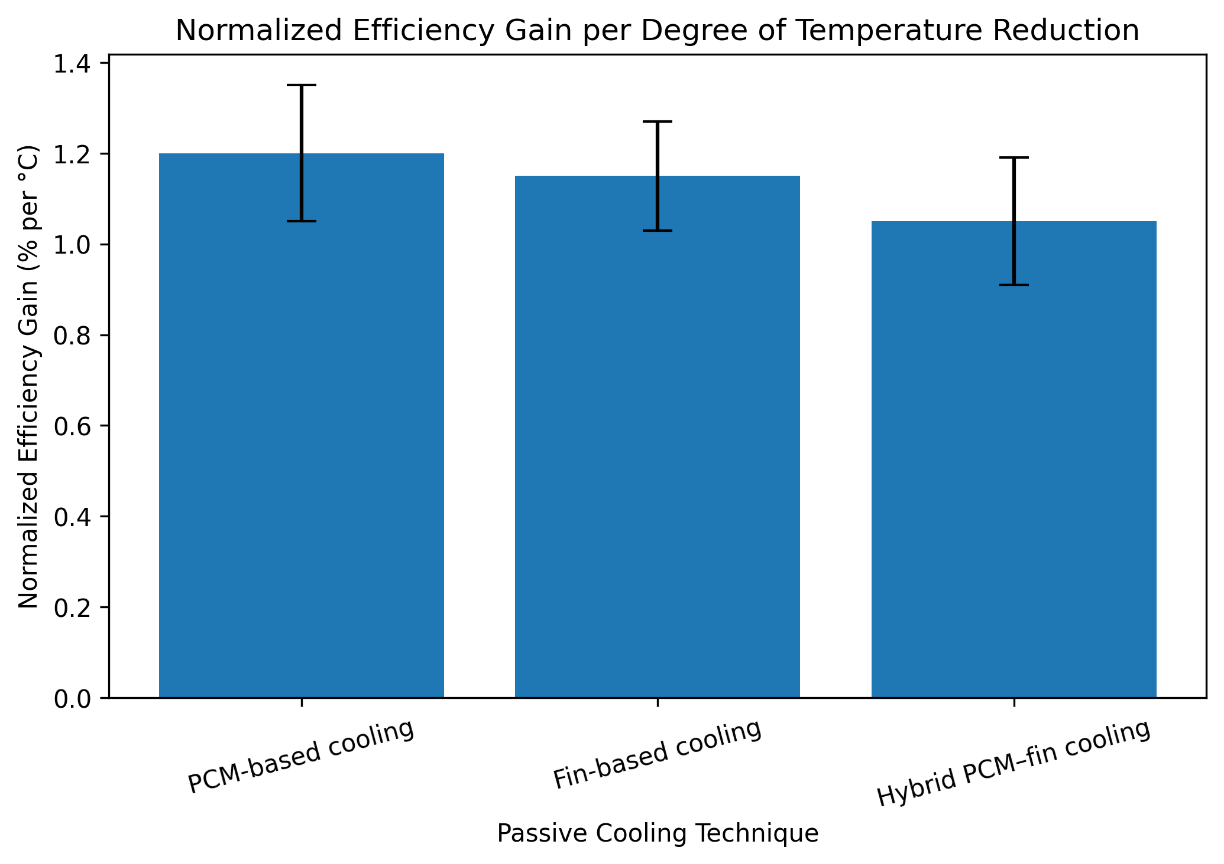 Normalized Efficiency Gain per Degree of Temperature Reduction
Normalized Efficiency Gain (% per °C)
1.4
1.2
1.0
0.8
0.6
0.4
0.2
0.0
PCM-based cooling
Fin-based cooling
Hybrid PCM–fin cooling
Passive Cooling Technique